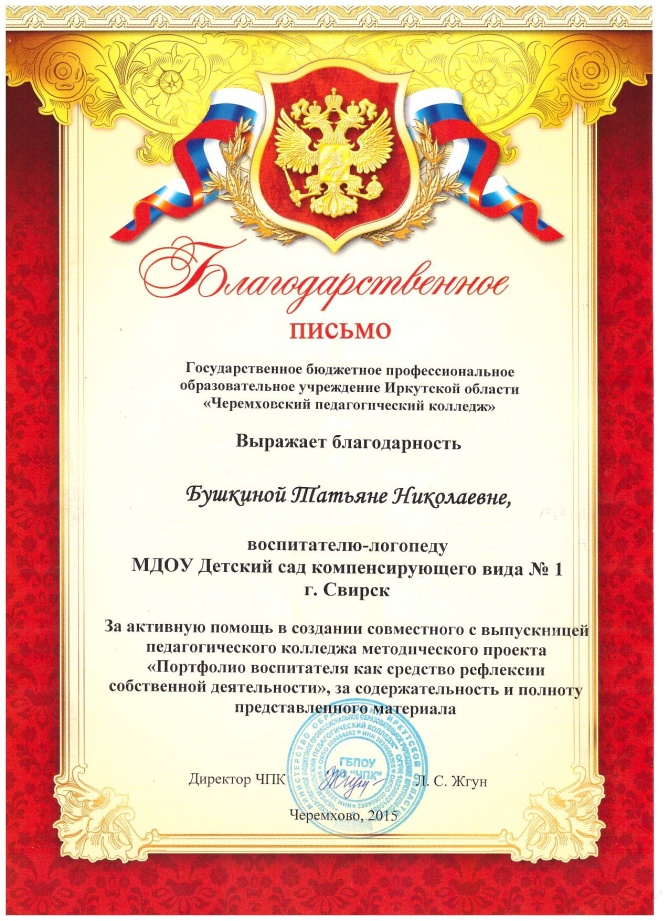 Благодарственное
письмо
Государственное бюджетное профессиональное
образовательное учреждение Иркутской области
«Черемховский педагогический колледж»
Выражает благодарность
Бушкиной Татьяне Николаевне,
воспитателю-логопеду
МДОУ Детский сад компенсирующего вида № 1
г. Свирск
За активную помощь в создании совместного с выпускницей
педагогического колледжа методического проекта
«Портфолио воспитателя как средство рефлексии
собственной деятельности», за содержательность и полноту
представленного материала
ГБПОУ
"ЧПК"
Директор ЧПК Л. С. Жгун
Черемхово, 2015